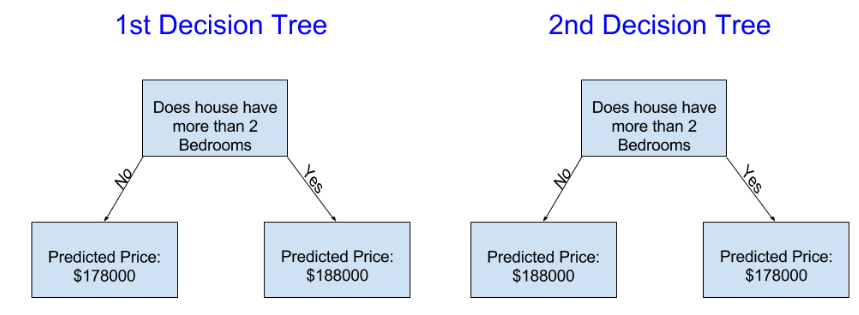 1st Decision Tree
Does house have
more than 2
Bedrooms
No
Yes
Predicted Price:
$178000
Predicted Price:
$188000
2nd Decision Tree
Does house have
more than 2
Bedrooms
No
Yes
Predicted Price:
$188000
Predicted Price:
$178000